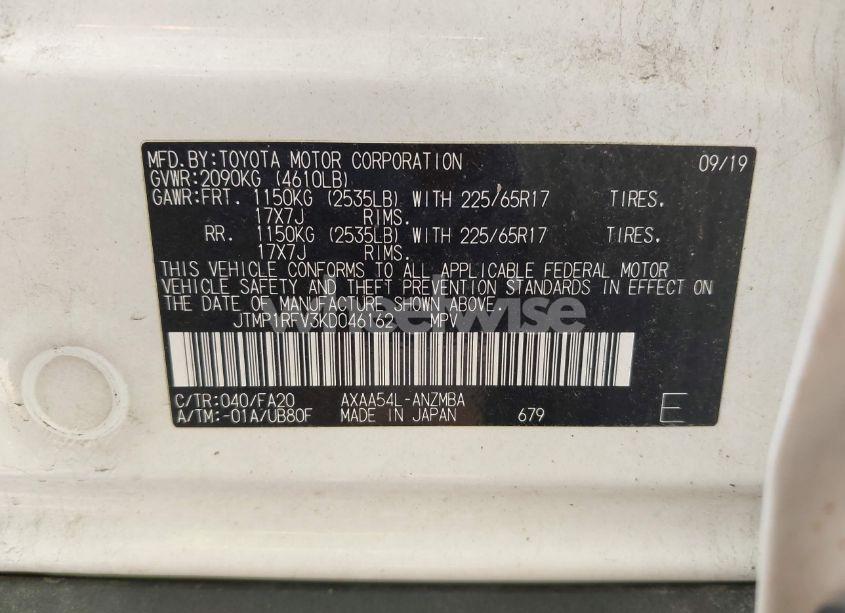 MFD.BY:TOYOTA MOTOR CORPORATION 09/19
GVWR:2090KG (4610LB)
GAWR:FRT. 1150KG (2535LB) WITH 225/65R17 TIRES.
17X7J RIMS.
RR. 1150KG (2535LB) WITH 225/65R17 TIRES.
17X7J RIMS.
THIS VEHICLE CONFORMS TO ALL APPLICABLE FEDERAL MOTOR
VEHICLE SAFETY AND THEFT PREVENTION STANDARDS IN EFFECT ON
THE DATE OF MANUFACTURE SHOWN ABOVE.
wheelwise
JTMP1RFV3KD046162 MPV
C/TR:040/FA20 AXAA54L-ANZMBA
A/TM:-01A/UB80F MADE IN JAPAN 679 E